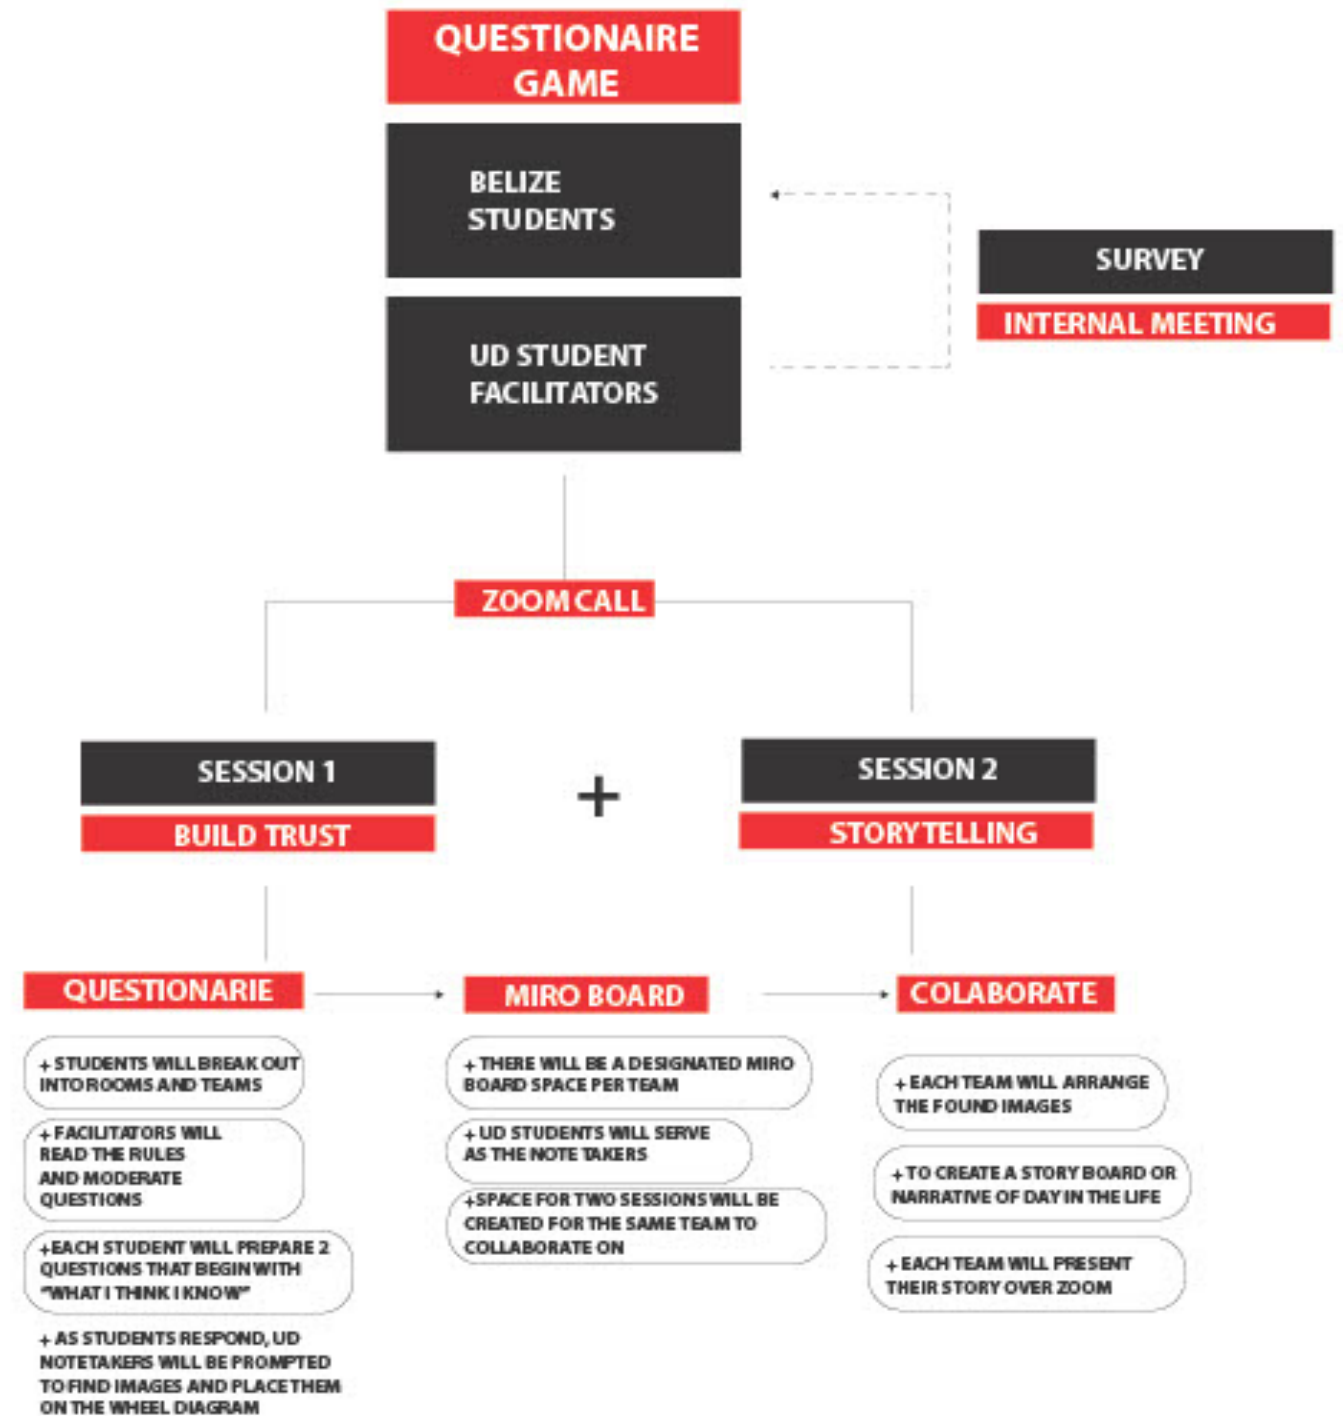 QUESTIONAIRE
GAME
BELIZE
STUDENTS
UD STUDENT
FACILITATORS
SURVEY
INTERNAL MEETING
ZOOM CALL
SESSION 1
BUILD TRUST
+
SESSION 2
STORYTELLING
QUESTIONARIE
+ STUDENTS WILL BREAK OUT
INTO ROOMS AND TEAMS
+ FACILITATORS WILL
READ THE RULES
AND MODERATE
QUESTIONS
+EACH STUDENT WILL PREPARE 2
QUESTIONS THAT BEGIN WITH
"WHAT I THINK I KNOW"
+ AS STUDENTS RESPOND, UD
NOTETAKERS WILL BE PROMPTED
TO FIND IMAGES AND PLACE THEM
ON THE WHEEL DIAGRAM
MIRO BOARD
+ THERE WILL BE A DESIGNATED MIRO
BOARD SPACE PER TEAM
+ UD STUDENTS WILL SERVE
AS THE NOTE TAKERS
+SPACE FOR TWO SESSIONS WILL BE
CREATED FOR THE SAME TEAM TO
COLLABORATE ON
COLABORATE
+ EACH TEAM WILL ARRANGE
THE FOUND IMAGES
+ TO CREATE A STORY BOARD OR
NARRATIVE OF DAY IN THE LIFE
+ EACH TEAM WILL PRESENT
THEIR STORY OVER ZOOM